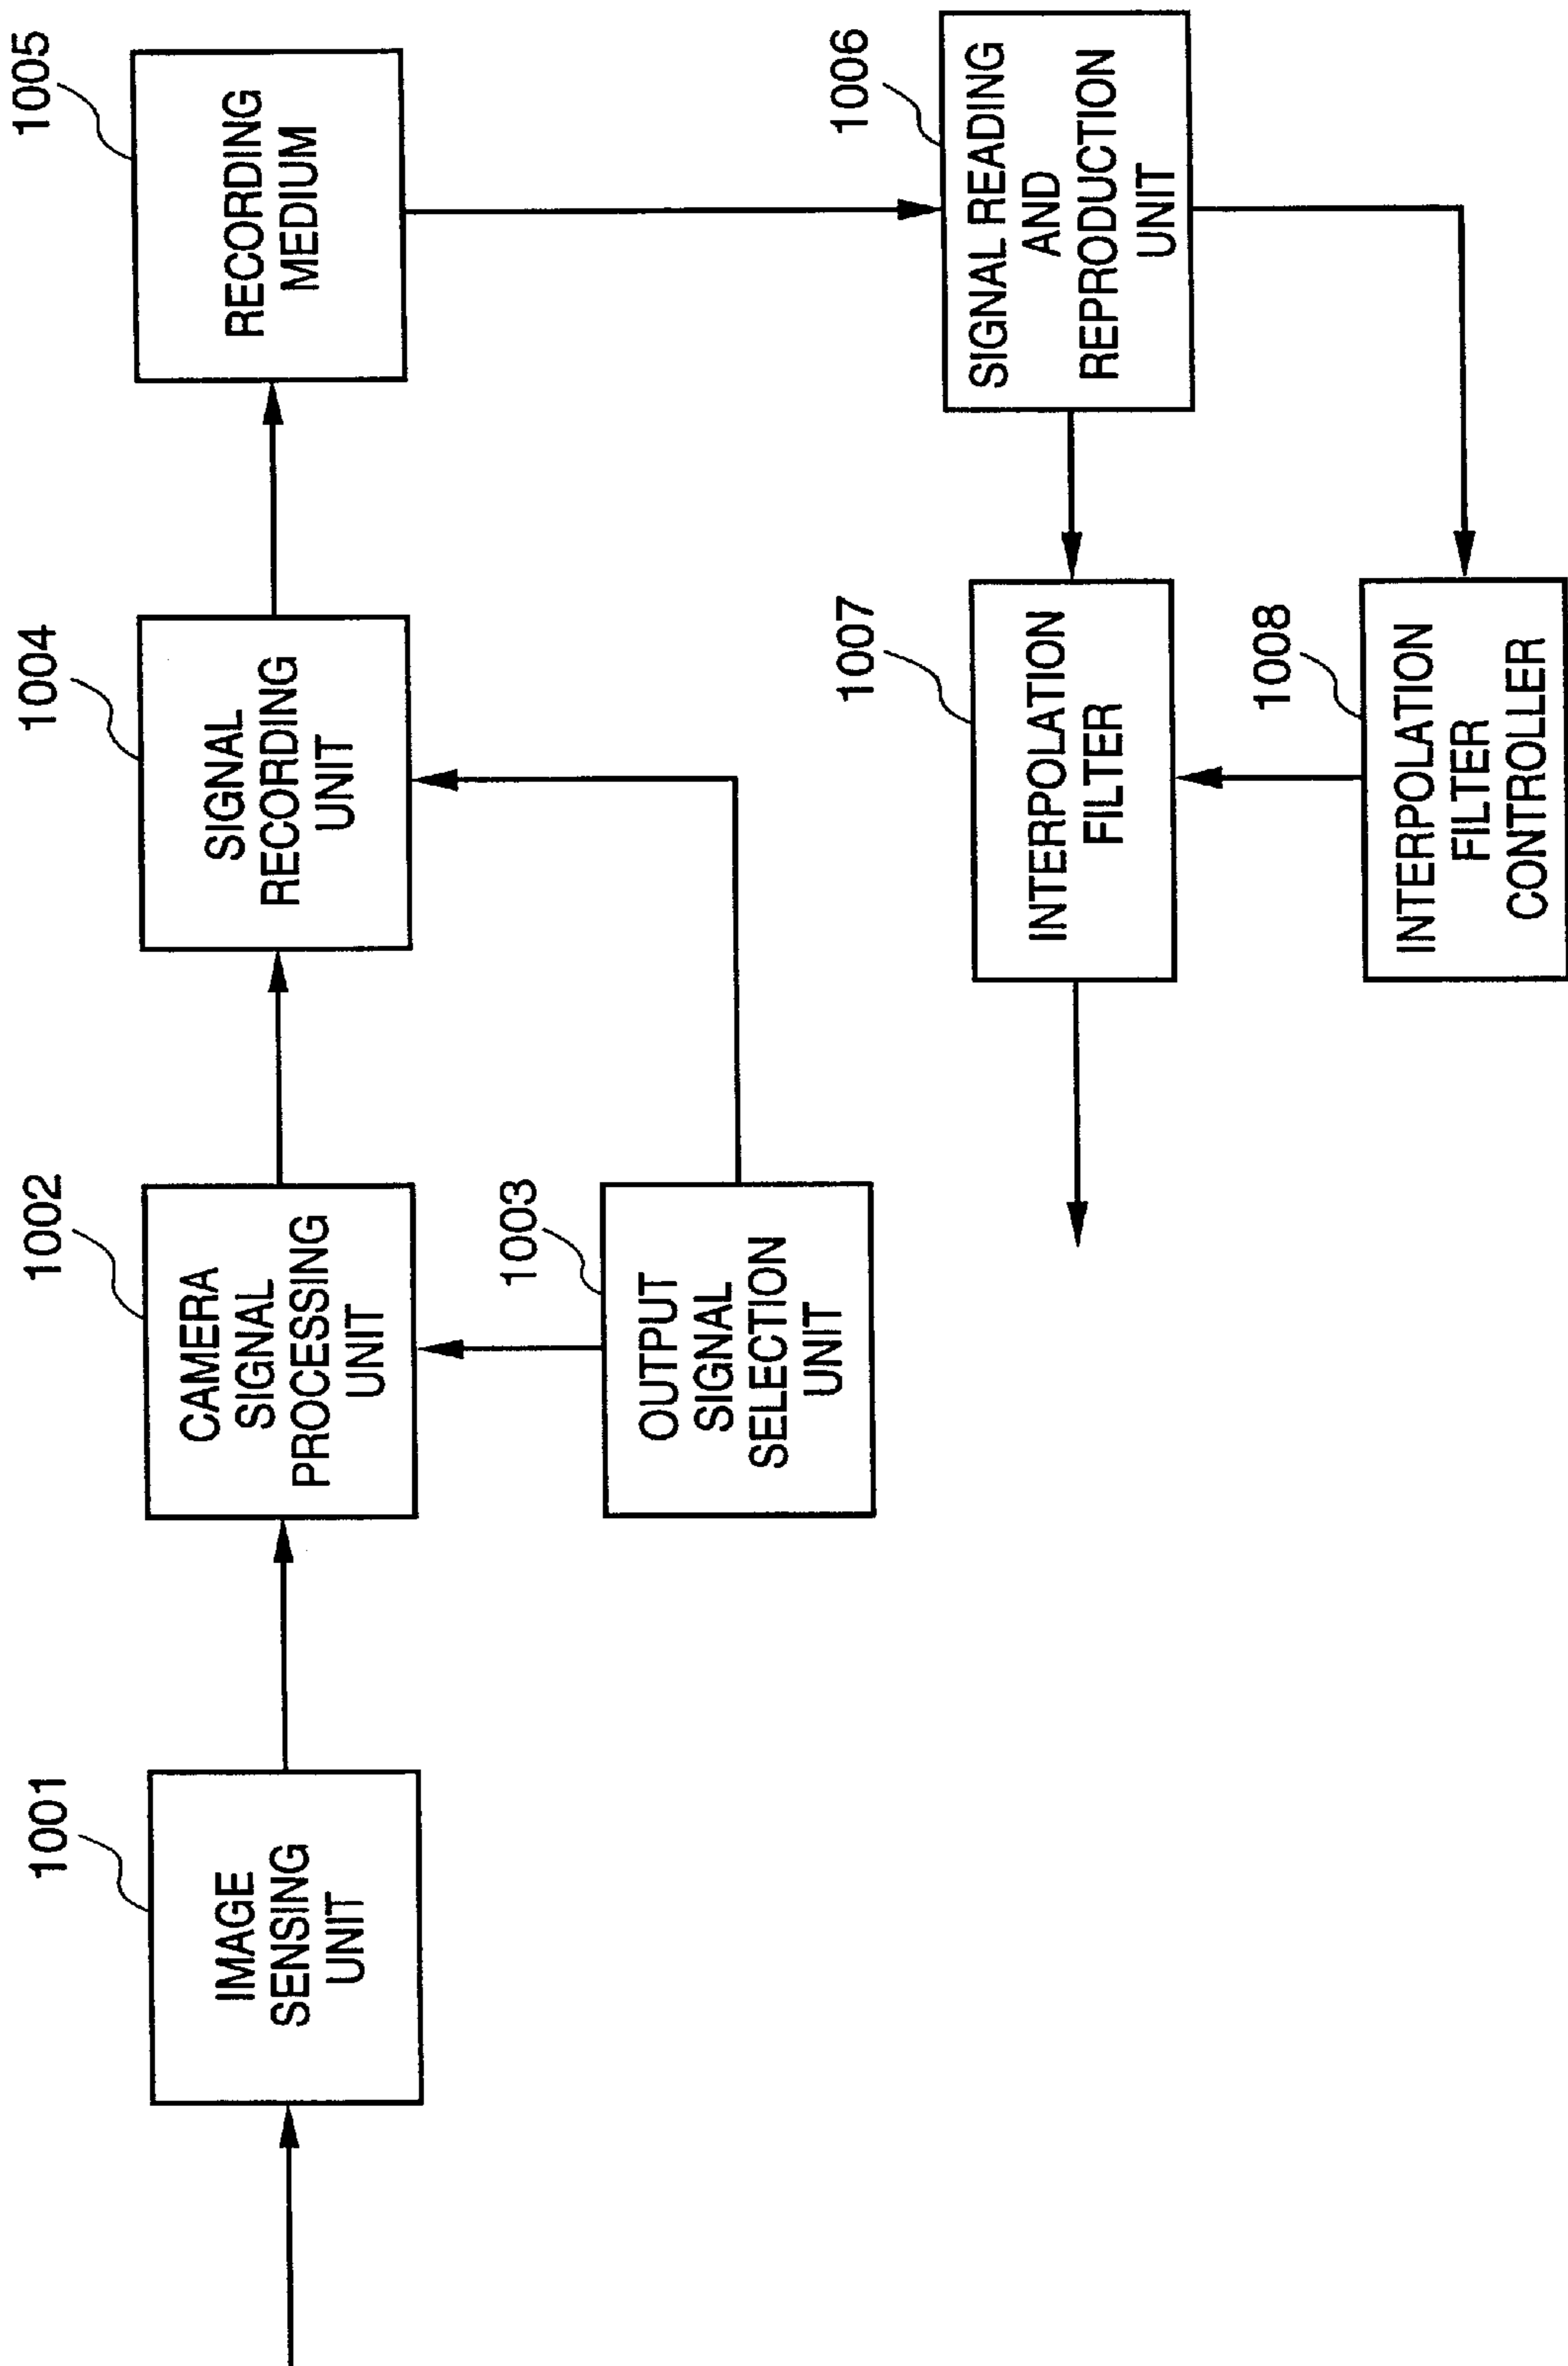 1001
IMAGE
SENSING
UNIT
1002
CAMERA
SIGNAL
PROCESSING
UNIT
1003
OUTPUT
SIGNAL
SELECTION
UNIT
1004
SIGNAL
RECORDING
UNIT
1005
RECORDING
MEDIUM
1006
SIGNAL READING
AND
REPRODUCTION
UNIT
1007
INTERPOLATION
FILTER
1008
INTERPOLATION
FILTER
CONTROLLER